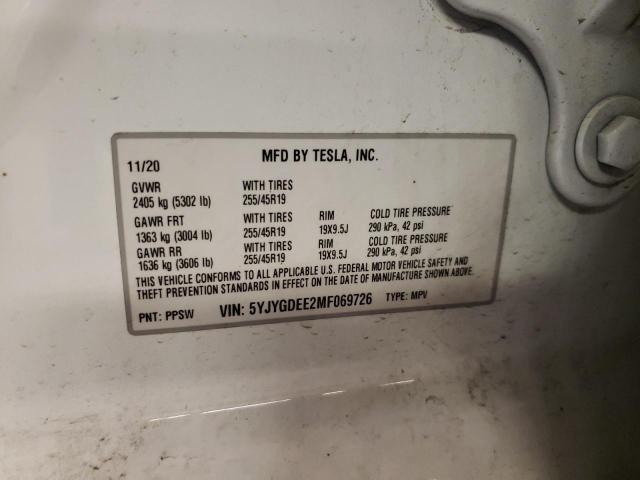 11/20 MFD BY TESLA, INC.
GVWR WITH TIRES
2405 kg (5302 lb) 255/45R19
GAWR FRT WITH TIRES RIM COLD TIRE PRESSURE
1363 kg (3004 lb) 255/45R19 19X9.5J 290 kPa, 42 psi
GAWR RR WITH TIRES RIM COLD TIRE PRESSURE
1636 kg (3606 lb) 255/45R19 19X9.5J 290 kPa, 42 psi
THIS VEHICLE CONFORMS TO ALL APPLICABLE U.S. FEDERAL MOTOR VEHICLE SAFETY AND
THEFT PREVENTION STANDARDS IN EFFECT ON THE DATE OF MANUFACTURE SHOWN ABOVE.
PNT: PPSW VIN: 5YJYGDEE2MF069726 TYPE: MPV